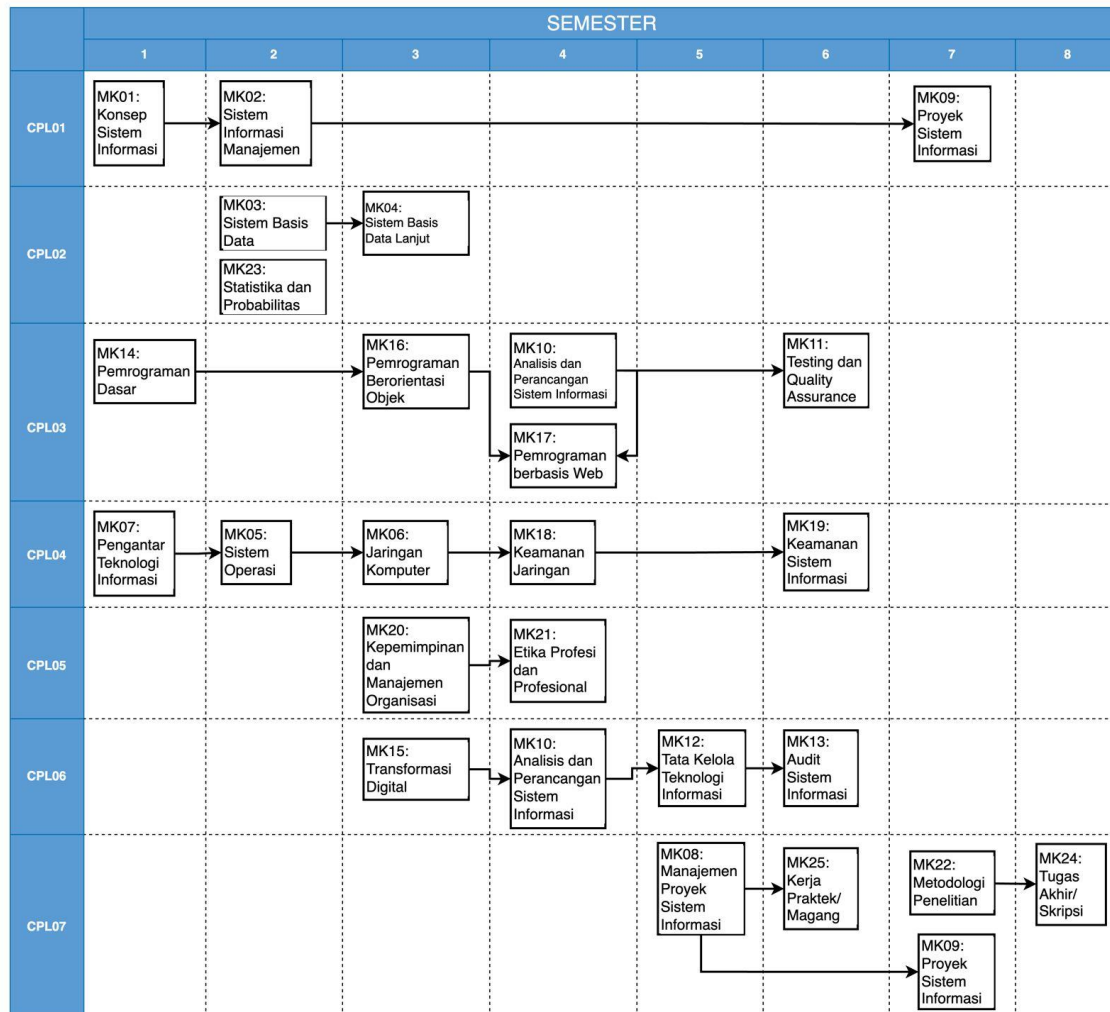 SEMESTER
1 2 3 4 5 6 7 8
CPL01
MK01:
Konsep
Sistem
Informasi
MK02:
Sistem
Informasi
Manajemen
MK09:
Proyek
Sistem
Informasi
CPL02
MK03:
Sistem Basis
Data
MK04:
Sistem Basis
Data Lanjut
MK23:
Statistika dan
Probabilitas
CPL03
MK14:
Pemrograman
Dasar
MK16:
Pemrograman
Berorientasi
Objek
MK10:
Analisis dan
Perancangan
Sistem Informasi
MK11:
Testing dan
Quality
Assurance
MK17:
Pemrograman
berbasis Web
CPL04
MK07:
Pengantar
Teknologi
Informasi
MK05:
Sistem
Operasi
MK06:
Jaringan
Komputer
MK18:
Keamanan
Jaringan
MK19:
Keamanan
Sistem
Informasi
CPL05
MK20:
Kepemimpinan
dan
Manajemen
Organisasi
MK21:
Etika Profesi
dan
Profesional
CPL06
MK15:
Transformasi
Digital
MK10:
Analisis dan
Perancangan
Sistem
Informasi
MK12:
Tata Kelola
Teknologi
Informasi
MK13:
Audit
Sistem
Informasi
CPL07
MK08:
Manajemen
Proyek
Sistem
Informasi
MK25:
Kerja
Praktek/
Magang
MK22:
Metodologi
Penelitian
MK24:
Tugas
Akhir/
Skripsi
MK09:
Proyek
Sistem
Informasi